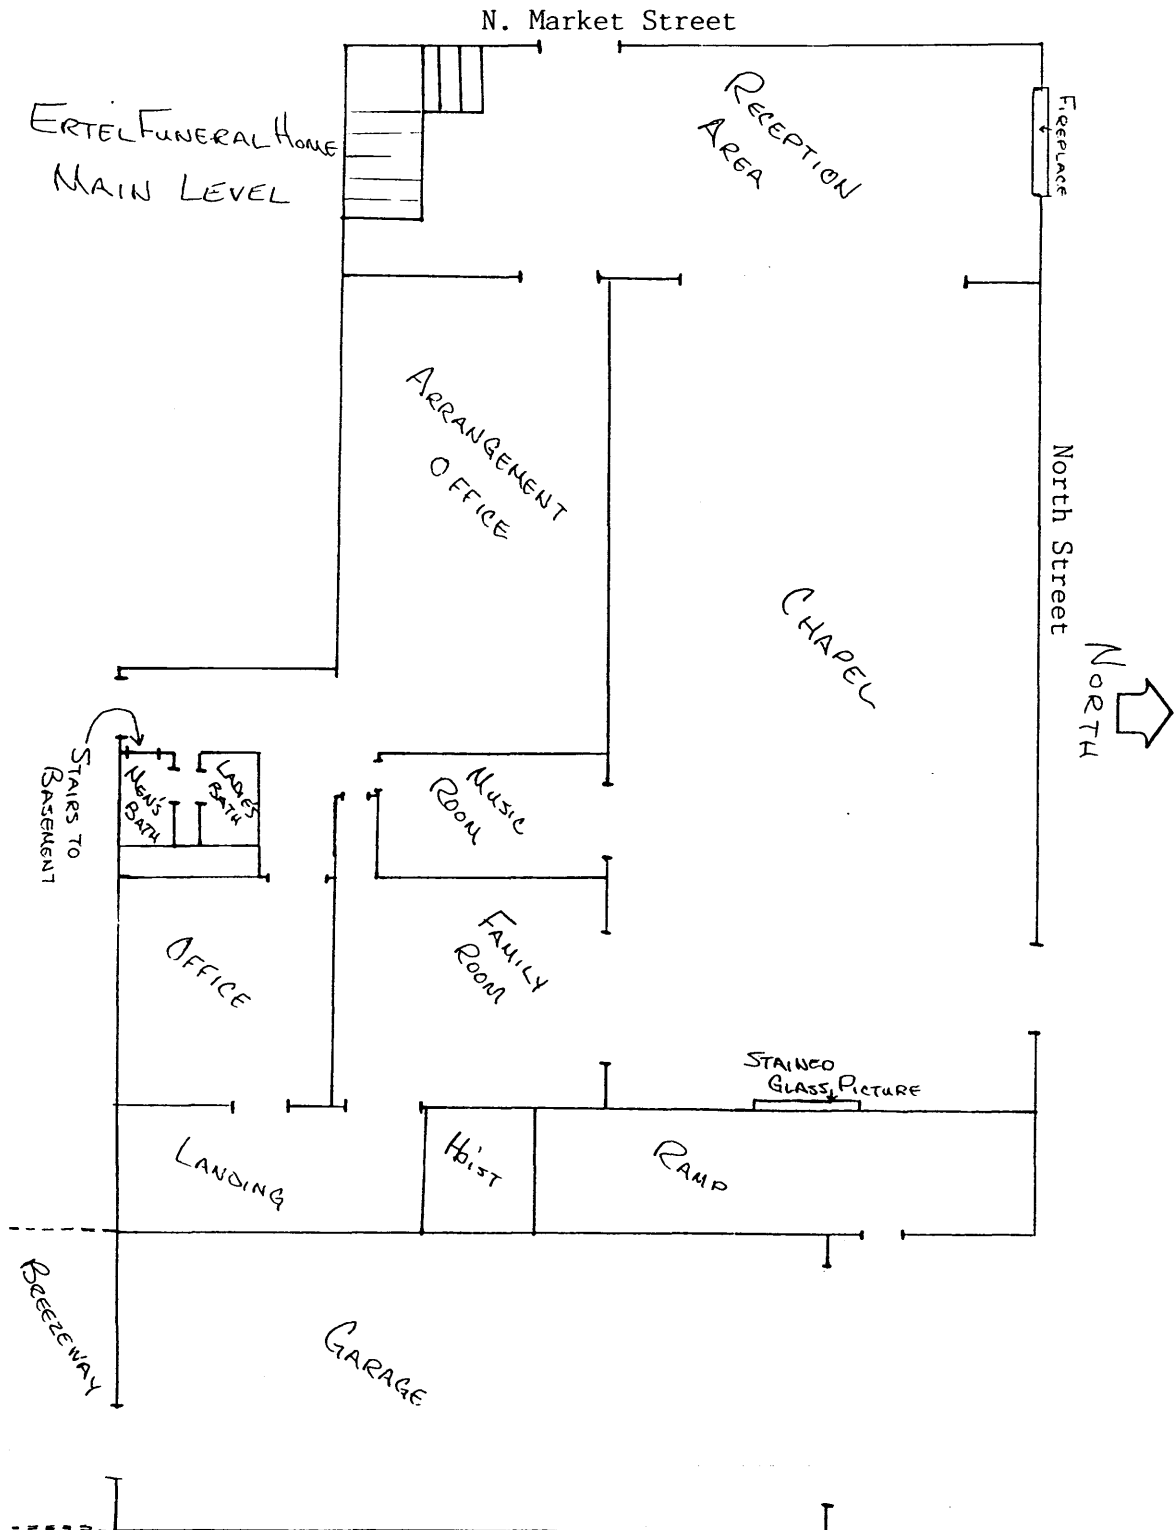 N. Market Street
ERTEL FUNERAL HOME
MAIN LEVEL
RECEPTION
AREA
FIREPLACE
ARRANGEMENT
OFFICE
North Street
CHAPEL
NORTH
STAIRS TO
BASEMENT
MEN'S
BATH
LADIE'S
BATH
MUSIC
ROOM
OFFICE
FAMILY
ROOM
STAINED
GLASS PICTURE
LANDING
HOIST
RAMP
BREEZEWAY
GARAGE